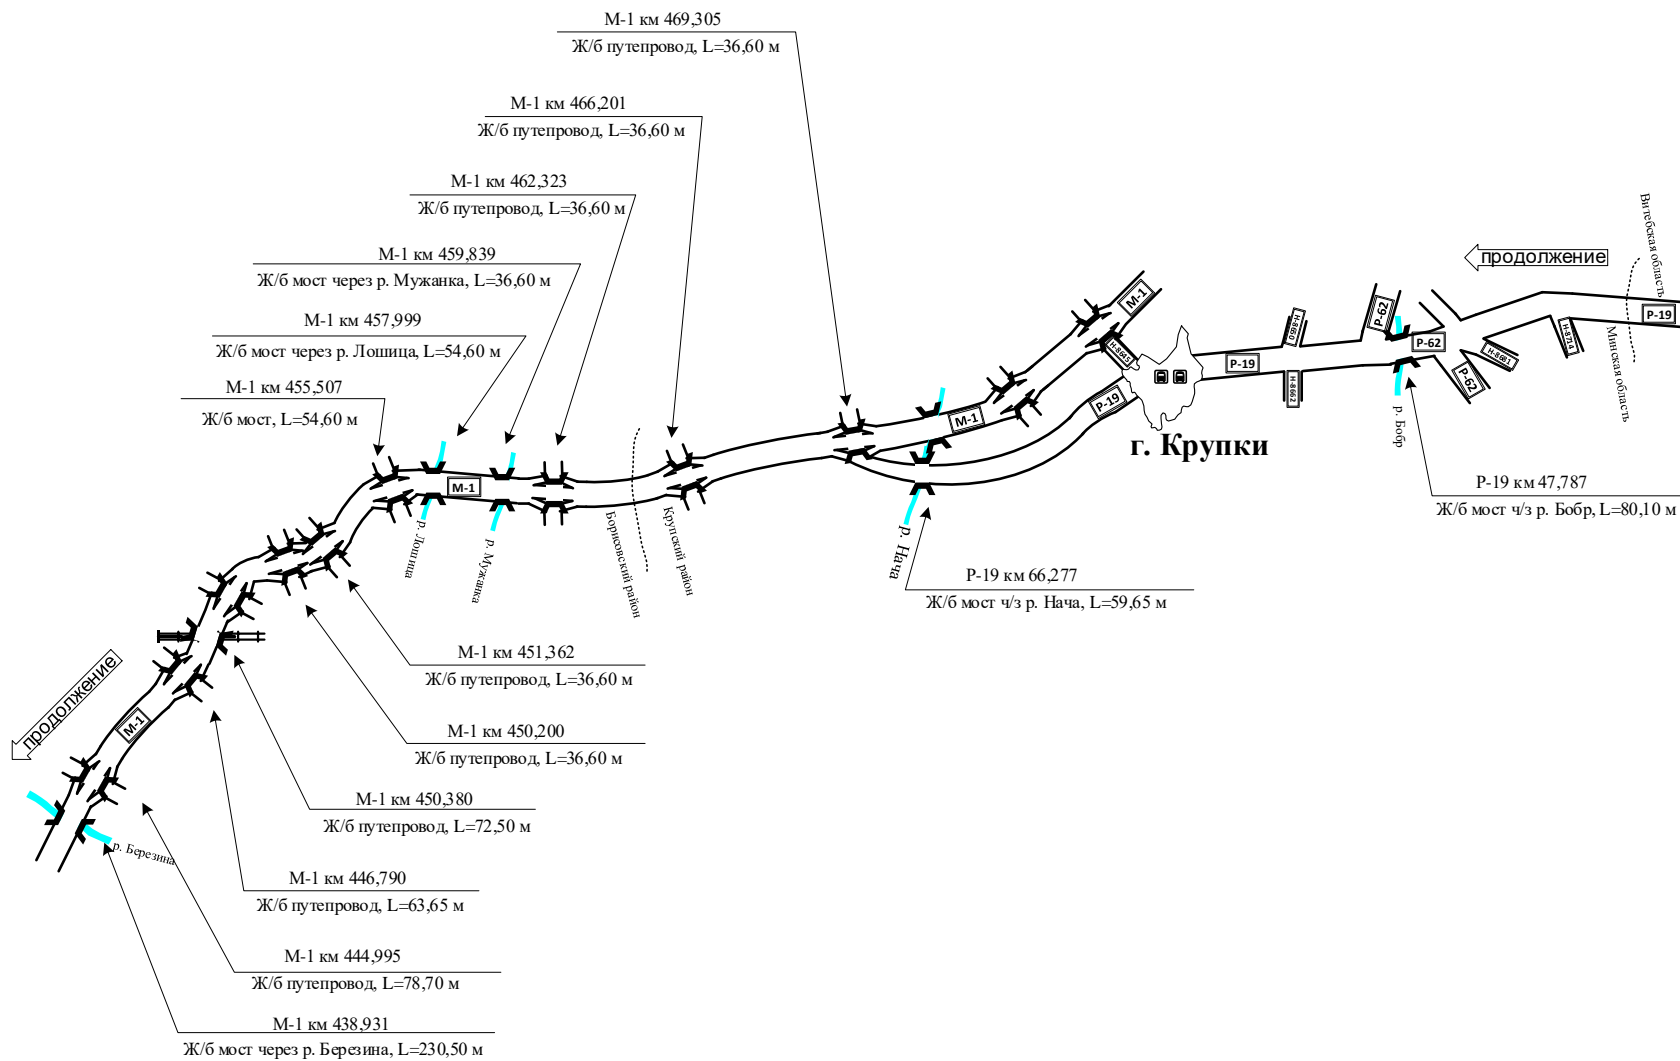 М-1 км 469,305
Ж/б путепровод, L=36,60 м
М-1 км 466,201
Ж/б путепровод, L=36,60 м
М-1 км 462,323
Ж/б путепровод, L=36,60 м
М-1 км 459,839
Ж/б мост через р. Мужанка, L=36,60 м
М-1 км 457,999
Ж/б мост через р. Лошица, L=54,60 м
М-1 км 455,507
Ж/б мост, L=54,60 м
Витебская область
Минская область
продолжение
Р-19
Н-8714
Н-8681
Р-62
Р-62
Р-62
р. Бобр
Н-8650
Н-8662
Р-19
М-1
Н-8645
Р-19
г. Крупки
М-1
Р-19 км 47,787
Ж/б мост ч/з р. Бобр, L=80,10 м
р. Нача
Р-19 км 66,277
Ж/б мост ч/з р. Нача, L=59,65 м
М-1
р. Лошица
р. Мужанка
Борисовский район
Крупский район
М-1 км 451,362
Ж/б путепровод, L=36,60 м
М-1 км 450,200
Ж/б путепровод, L=36,60 м
М-1 км 450,380
Ж/б путепровод, L=72,50 м
продолжение
М-1
р. Березина
М-1 км 446,790
Ж/б путепровод, L=63,65 м
М-1 км 444,995
Ж/б путепровод, L=78,70 м
М-1 км 438,931
Ж/б мост через р. Березина, L=230,50 м